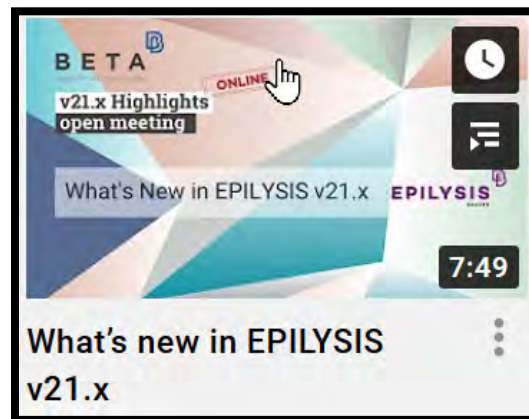 BETA
ONLINE
v21.x Highlights
open meeting
What's New in EPILYSIS v21.x
EPILYSIS
7:49
What's new in EPILYSIS
v21.x